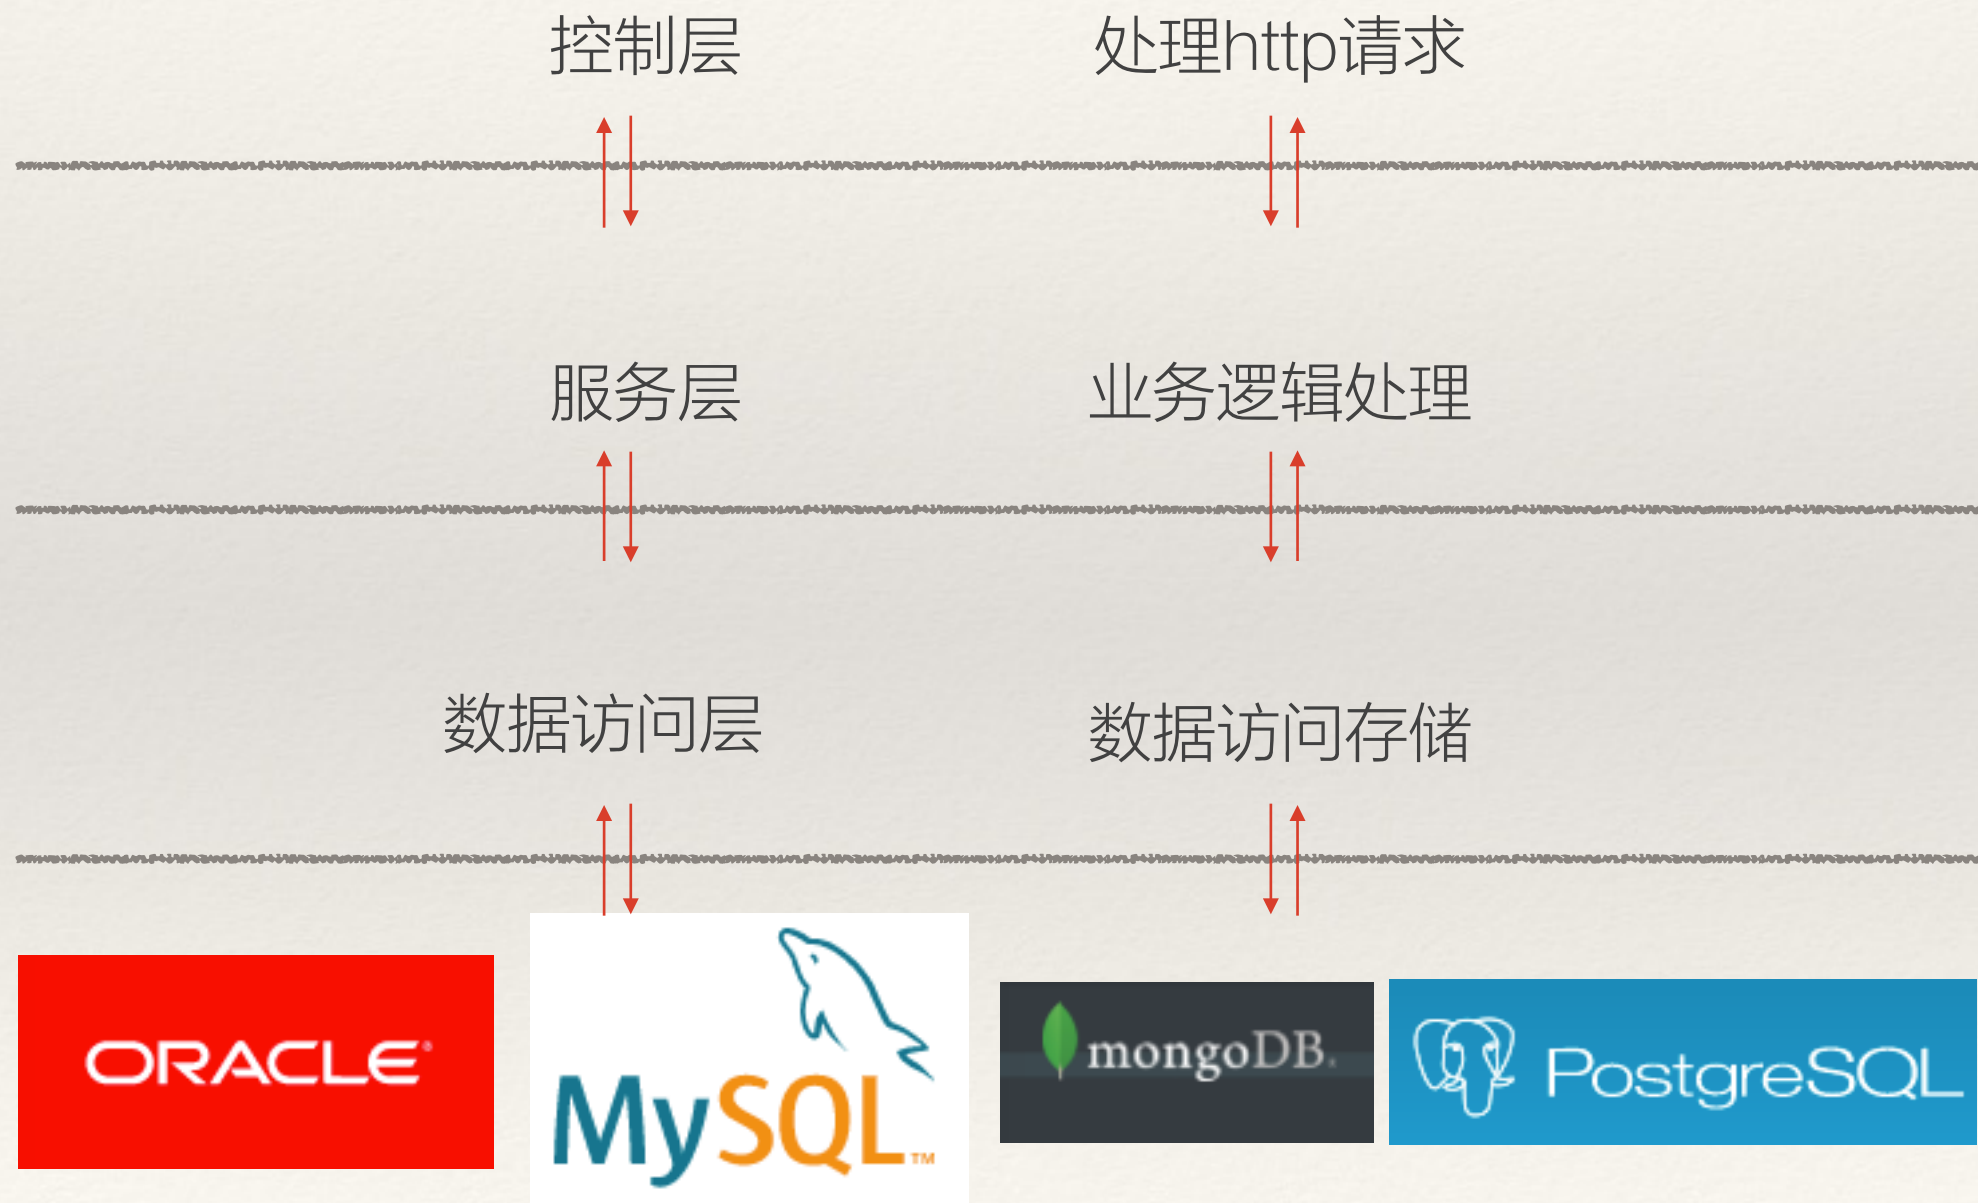 控制层 处理http请求
服务层 业务逻辑处理
数据访问层 数据访问存储
ORACLE®
MySQL™
mongoDB®
PostgreSQL